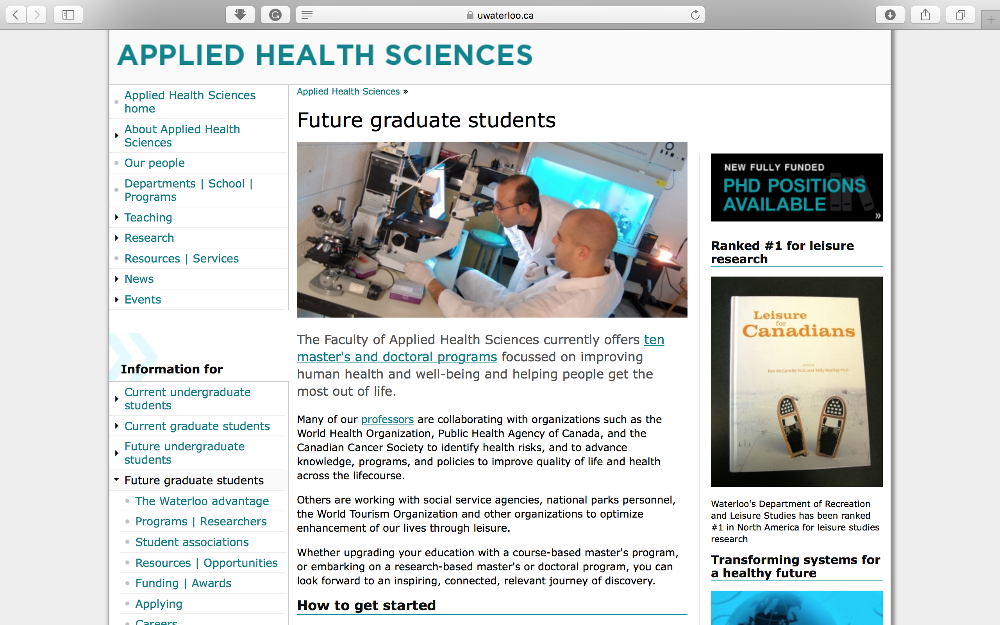 uwaterloo.ca
APPLIED HEALTH SCIENCES
Applied Health Sciences
home
About Applied Health
Sciences
Our people
Departments | School |
Programs
Teaching
Research
Resources | Services
News
Events
Information for
Current undergraduate
students
Current graduate students
Future undergraduate
students
Future graduate students
The Waterloo advantage
Programs | Researchers
Student associations
Resources | Opportunities
Funding | Awards
Applying
Careers
Applied Health Sciences »
Future graduate students
The Faculty of Applied Health Sciences currently offers ten
master's and doctoral programs focussed on improving
human health and well-being and helping people get the
most out of life.
Many of our professors are collaborating with organizations such as the
World Health Organization, Public Health Agency of Canada, and the
Canadian Cancer Society to identify health risks, and to advance
knowledge, programs, and policies to improve quality of life and health
across the lifecourse.
Others are working with social service agencies, national parks personnel,
the World Tourism Organization and other organizations to optimize
enhancement of our lives through leisure.
Whether upgrading your education with a course-based master's program,
or embarking on a research-based master's or doctoral program, you can
look forward to an inspiring, connected, relevant journey of discovery.
How to get started
NEW FULLY FUNDED
PHD POSITIONS
AVAILABLE
»
Ranked #1 for leisure
research
Leisure
for
Canadians
Ron McCarville Ph.D. and Kelly MacKay Ph.D.
Waterloo's Department of Recreation
and Leisure Studies has been ranked
#1 in North America for leisure studies
research
Transforming systems for
a healthy future